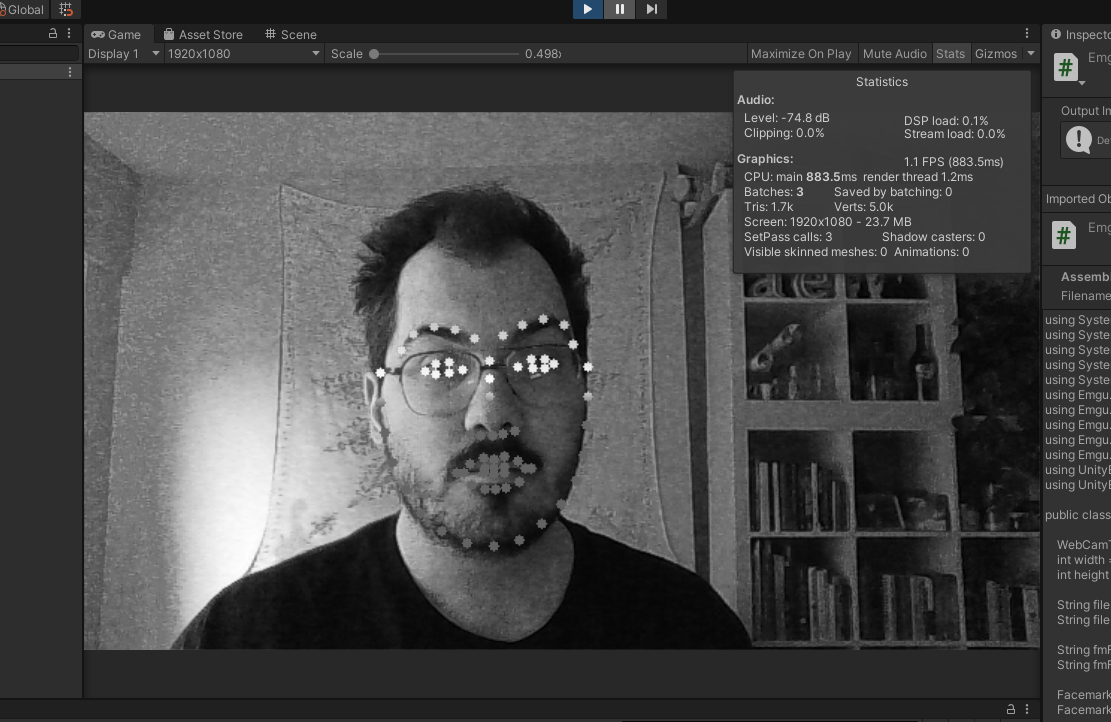 Global
Game Asset Store Scene
Inspecto
Display 1 1920x1080 Scale 0.498x Maximize On Play Mute Audio Stats Gizmos
Emg
Statistics
Audio:
Level: -74.8 dB DSP load: 0.1%
Clipping: 0.0% Stream load: 0.0%
Output Im
De
Graphics: 1.1 FPS (883.5ms)
CPU: main 883.5ms render thread 1.2ms
Batches: 3 Saved by batching: 0
Tris: 1.7k Verts: 5.0k
Screen: 1920x1080 - 23.7 MB
SetPass calls: 3 Shadow casters: 0
Visible skinned meshes: 0 Animations: 0
Imported Ob
Emg
Assemb
Filename
using Syste
using Syste
using Syste
using Syste
using Syste
using Emgu.
using Emgu.
using Emgu.
using Emgu.
using Emgu.
using UnityE
using UnityE
public class
WebCamT
int width =
int height
String file
String file
String fmF
String fmF
Facemark
Facemark